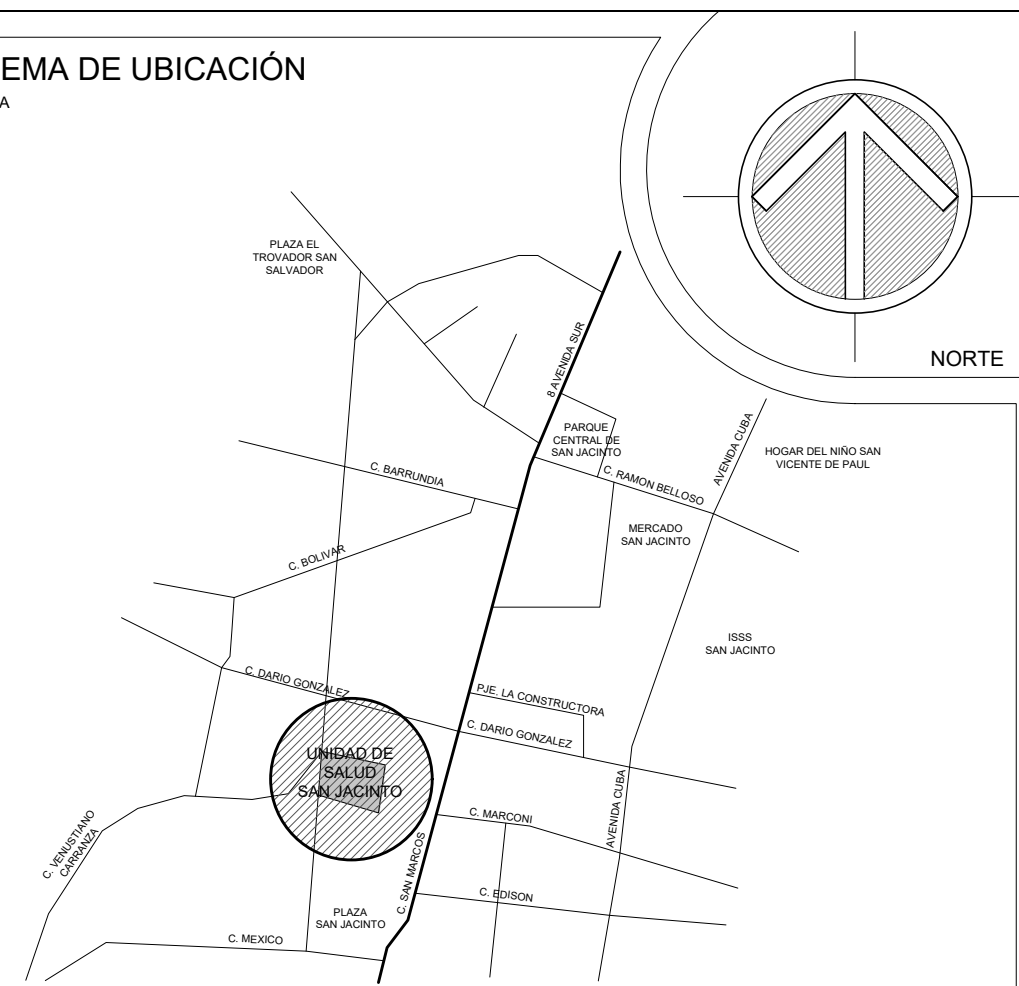 EMA DE UBICACIÓN
A
NORTE
PLAZA EL
TROVADOR SAN
SALVADOR
8 AVENIDA SUR
PARQUE
CENTRAL DE
SAN JACINTO
AVENIDA CUBA
HOGAR DEL NIÑO SAN
VICENTE DE PAUL
C. BARRUNDIA
C. RAMON BELLOSO
MERCADO
SAN JACINTO
C. BOLIVAR
ISSS
SAN JACINTO
C. DARIO GONZALEZ
PJE. LA CONSTRUCTORA
C. DARIO GONZALEZ
UNIDAD DE
SALUD
SAN JACINTO
AVENIDA CUBA
C. MARCONI
C. VENUSTIANO
CARRANZA
C. SAN MARCOS
C. EDISON
PLAZA
SAN JACINTO
C. MEXICO